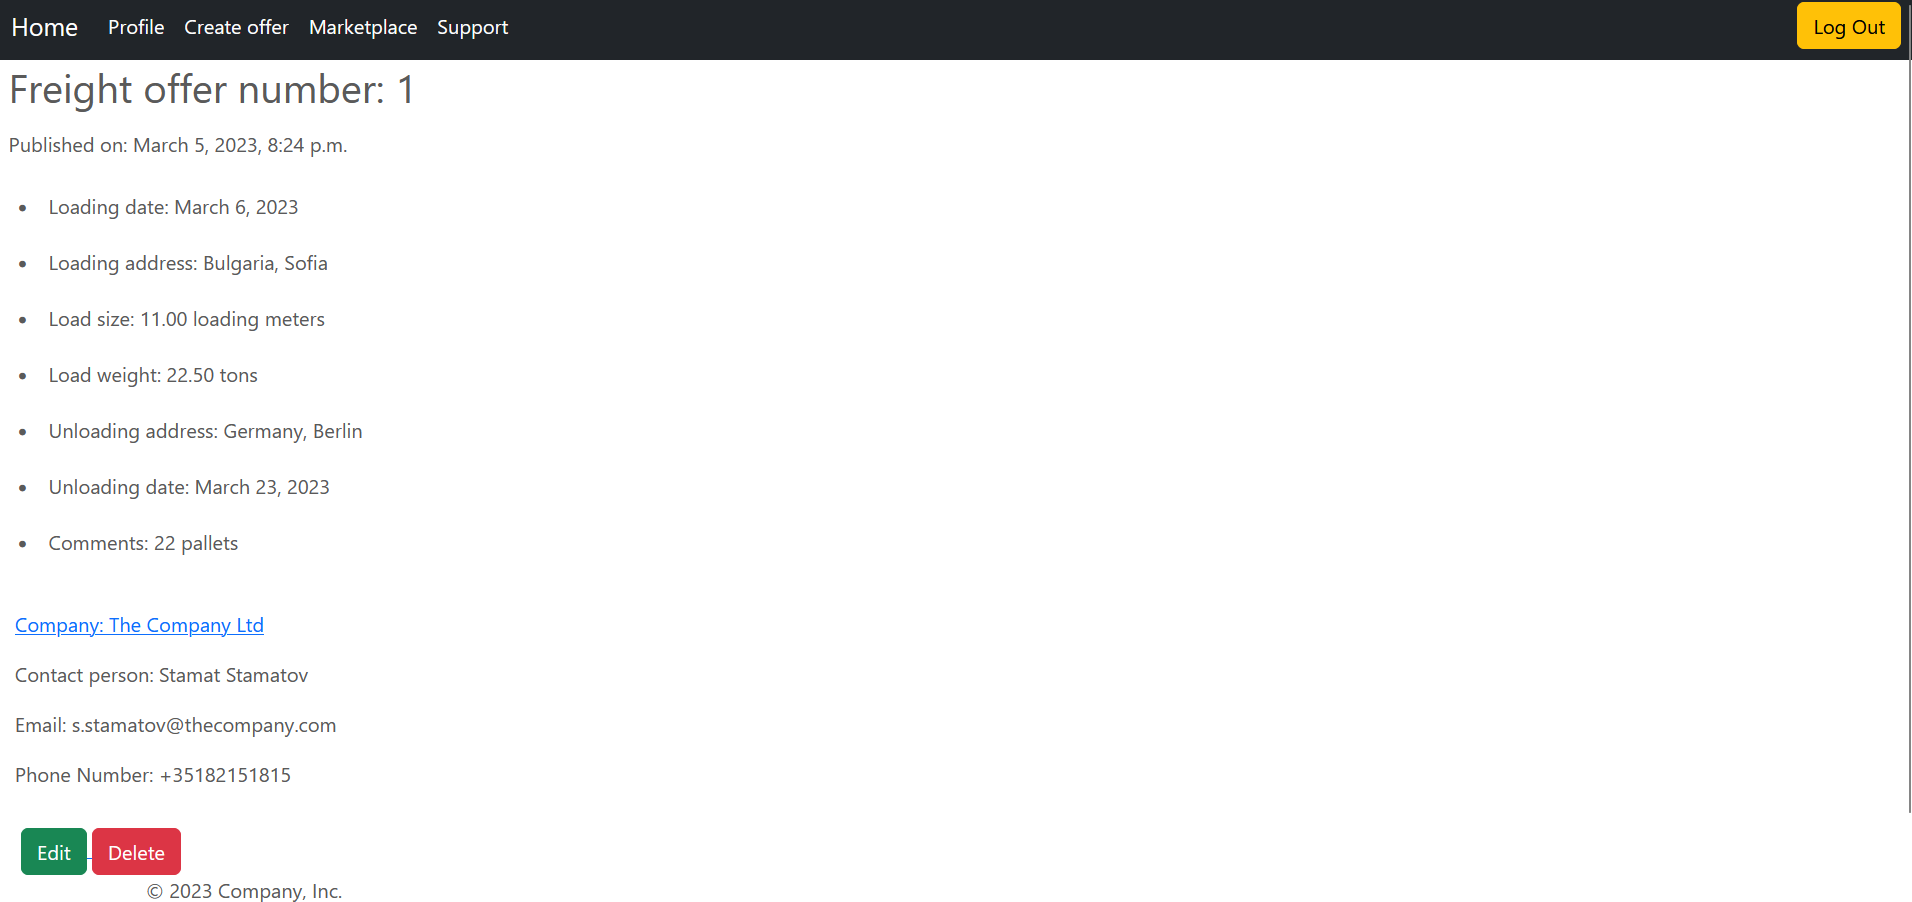 Home Profile Create offer Marketplace Support Log Out
Freight offer number: 1
Published on: March 5, 2023, 8:24 p.m.
Loading date: March 6, 2023
Loading address: Bulgaria, Sofia
Load size: 11.00 loading meters
Load weight: 22.50 tons
Unloading address: Germany, Berlin
Unloading date: March 23, 2023
Comments: 22 pallets
Company: The Company Ltd
Contact person: Stamat Stamatov
Email: s.stamatov@thecompany.com
Phone Number: +35182151815
Edit Delete
© 2023 Company, Inc.